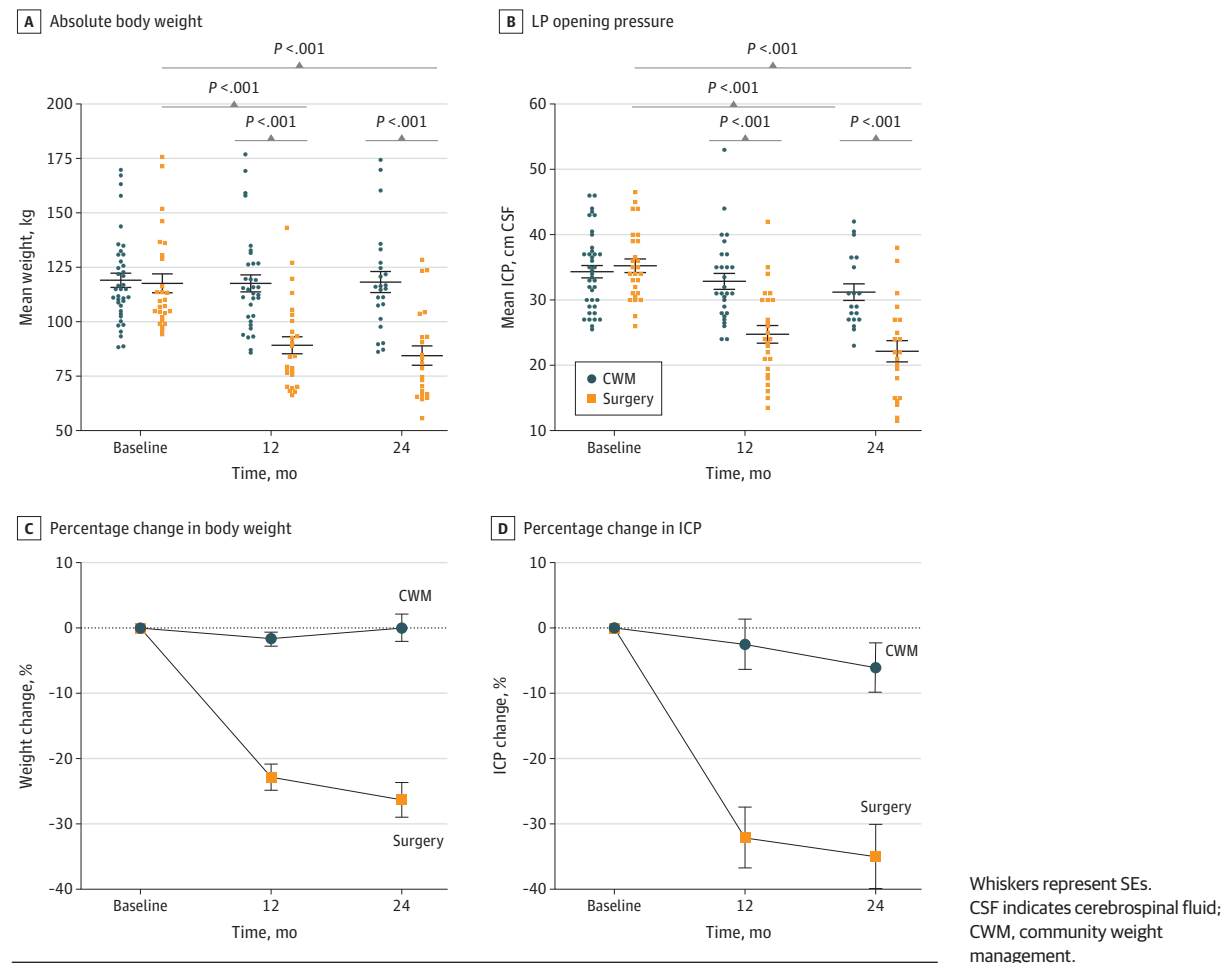 A Absolute body weight
P <.001
P <.001
P <.001
P <.001
200
175
150
125
100
75
50
Mean weight, kg
Baseline
12
24
Time, mo
B LP opening pressure
P <.001
P <.001
P <.001
P <.001
60
50
40
30
20
10
Mean ICP, cm CSF
CWM
Surgery
Baseline
12
24
Time, mo
C Percentage change in body weight
10
0
-10
-20
-30
-40
Weight change, %
CWM
Surgery
Baseline
12
24
Time, mo
D Percentage change in ICP
10
0
-10
-20
-30
-40
ICP change, %
CWM
Surgery
Baseline
12
24
Time, mo
Whiskers represent SEs.
CSF indicates cerebrospinal fluid;
CWM, community weight
management.